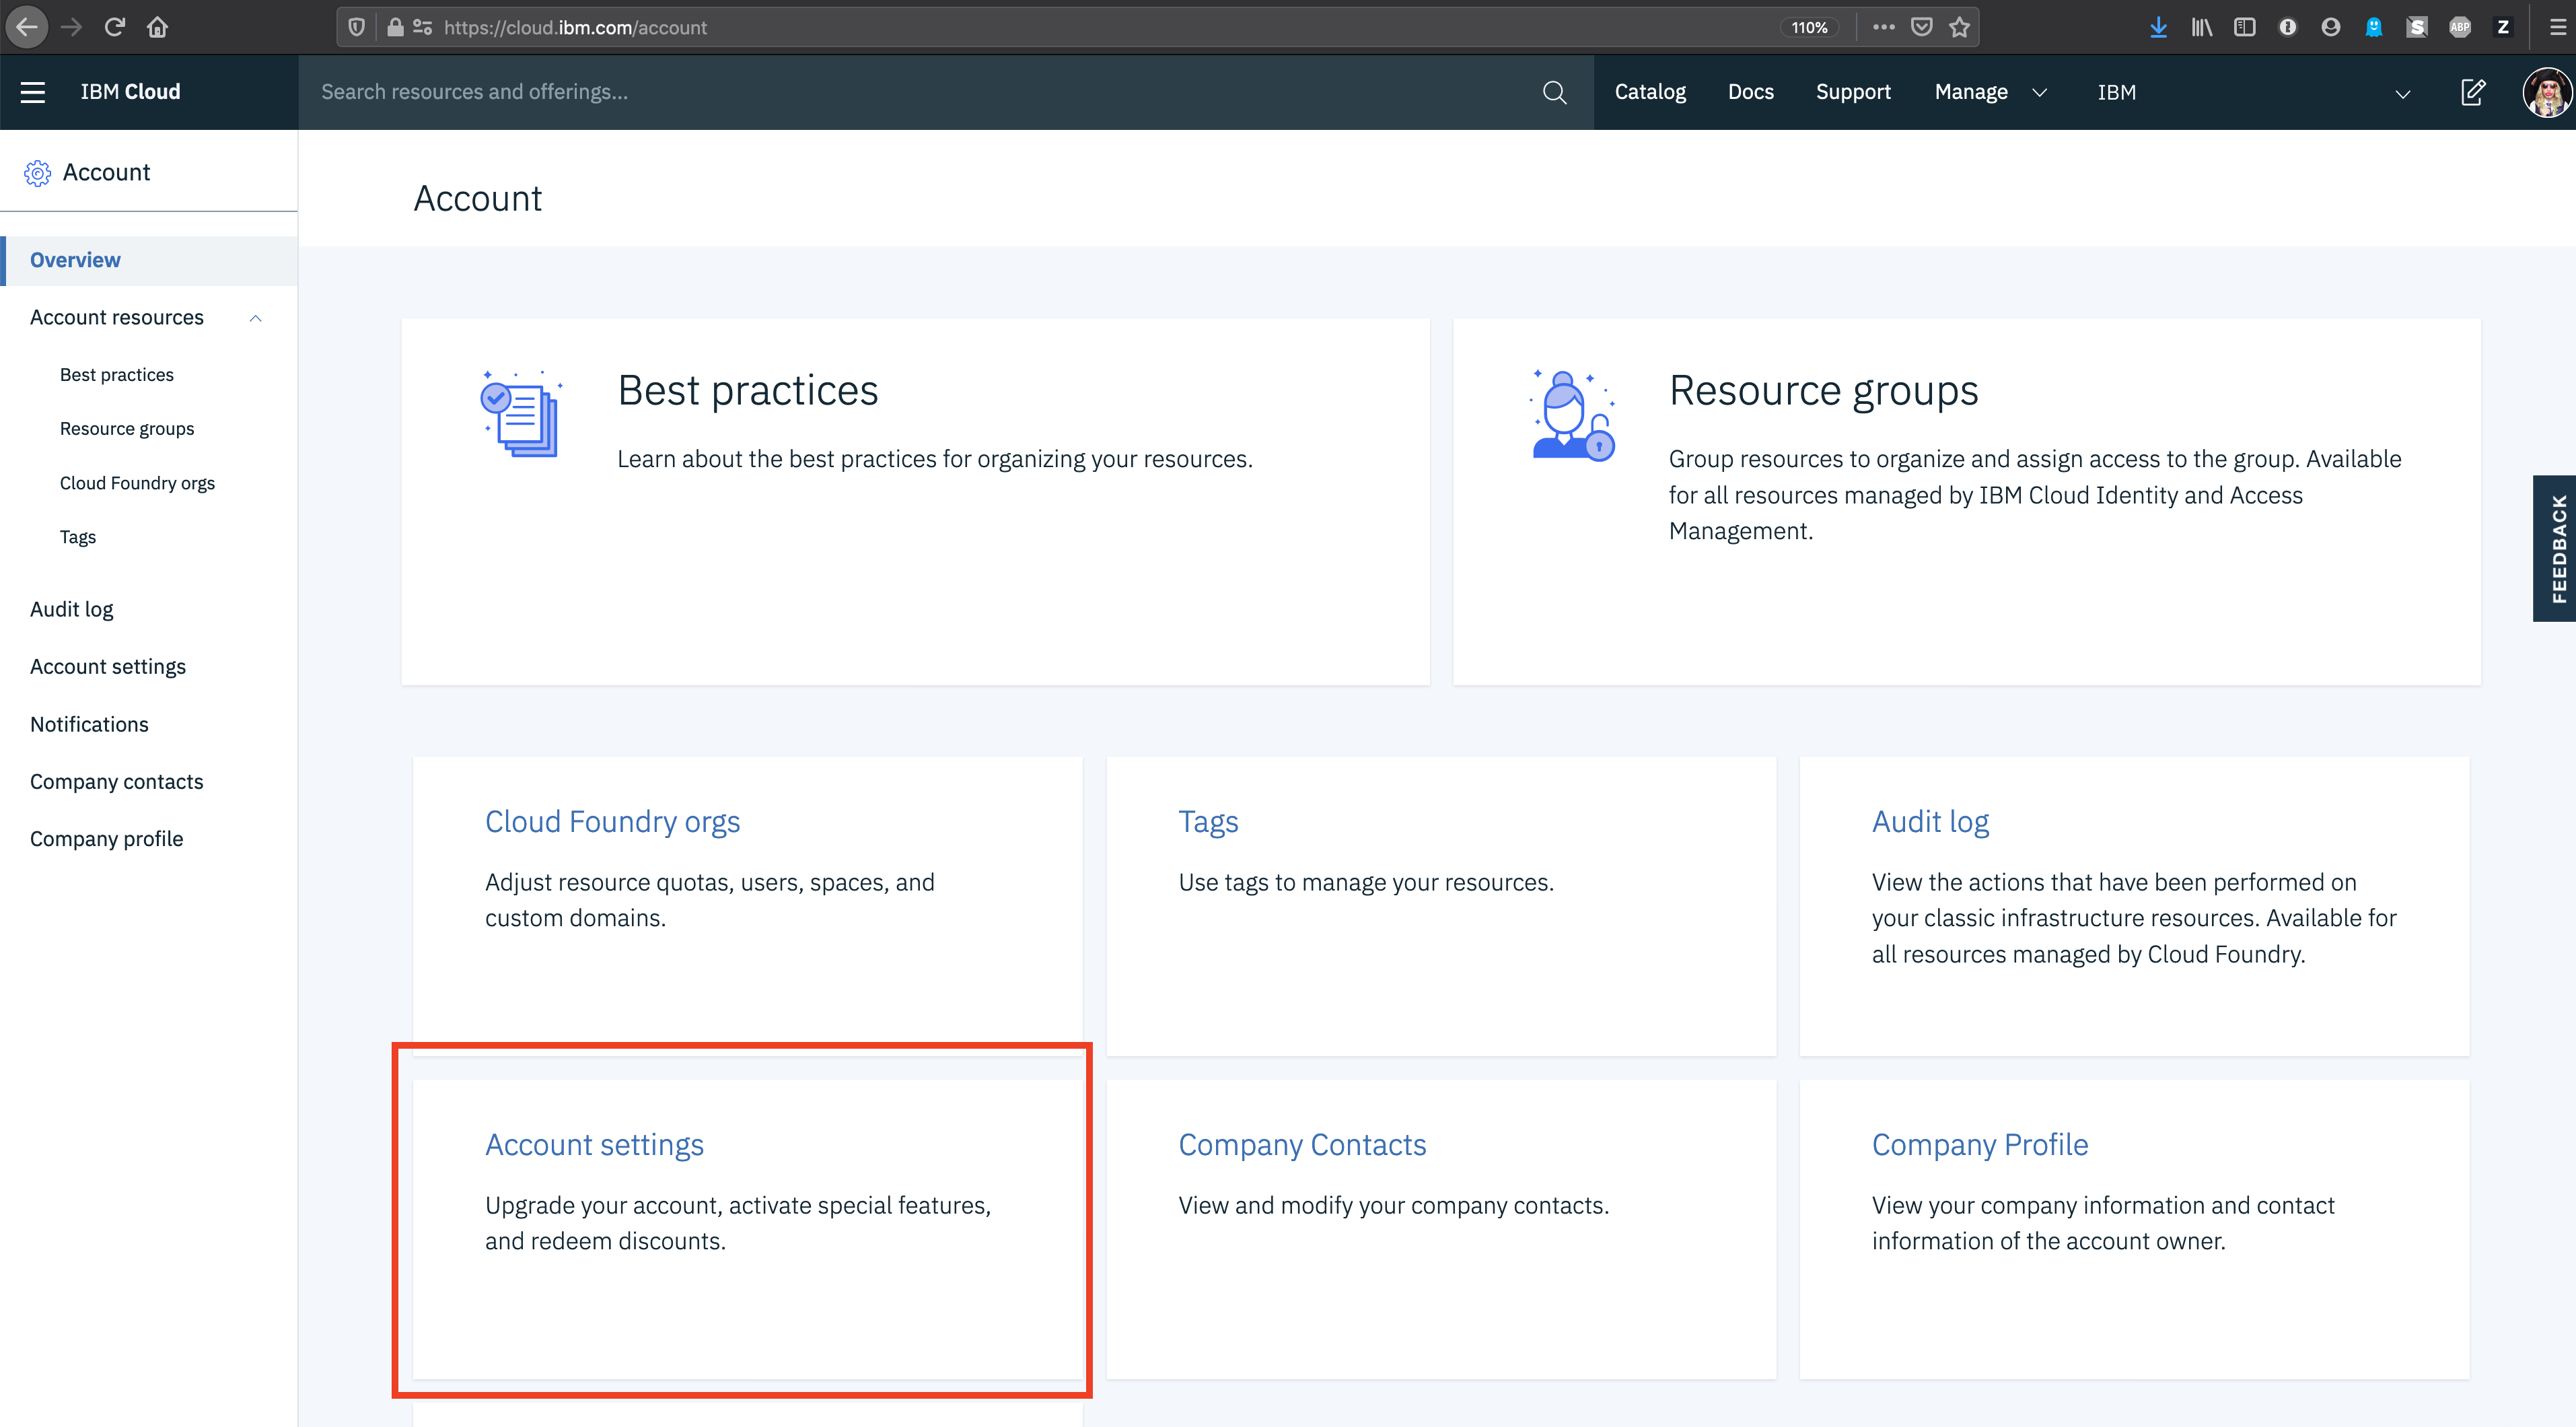 https://cloud.ibm.com/account
110%
ABP
Z
IBM Cloud
Search resources and offerings...
Catalog
Docs
Support
Manage
IBM
Account
Overview
Account resources
Best practices
Resource groups
Cloud Foundry orgs
Tags
Audit log
Account settings
Notifications
Company contacts
Company profile
Account
Best practices
Learn about the best practices for organizing your resources.
Resource groups
Group resources to organize and assign access to the group. Available
for all resources managed by IBM Cloud Identity and Access
Management.
FEEDBACK
Cloud Foundry orgs
Adjust resource quotas, users, spaces, and
custom domains.
Tags
Use tags to manage your resources.
Audit log
View the actions that have been performed on
your classic infrastructure resources. Available for
all resources managed by Cloud Foundry.
Account settings
Upgrade your account, activate special features,
and redeem discounts.
Company Contacts
View and modify your company contacts.
Company Profile
View your company information and contact
information of the account owner.